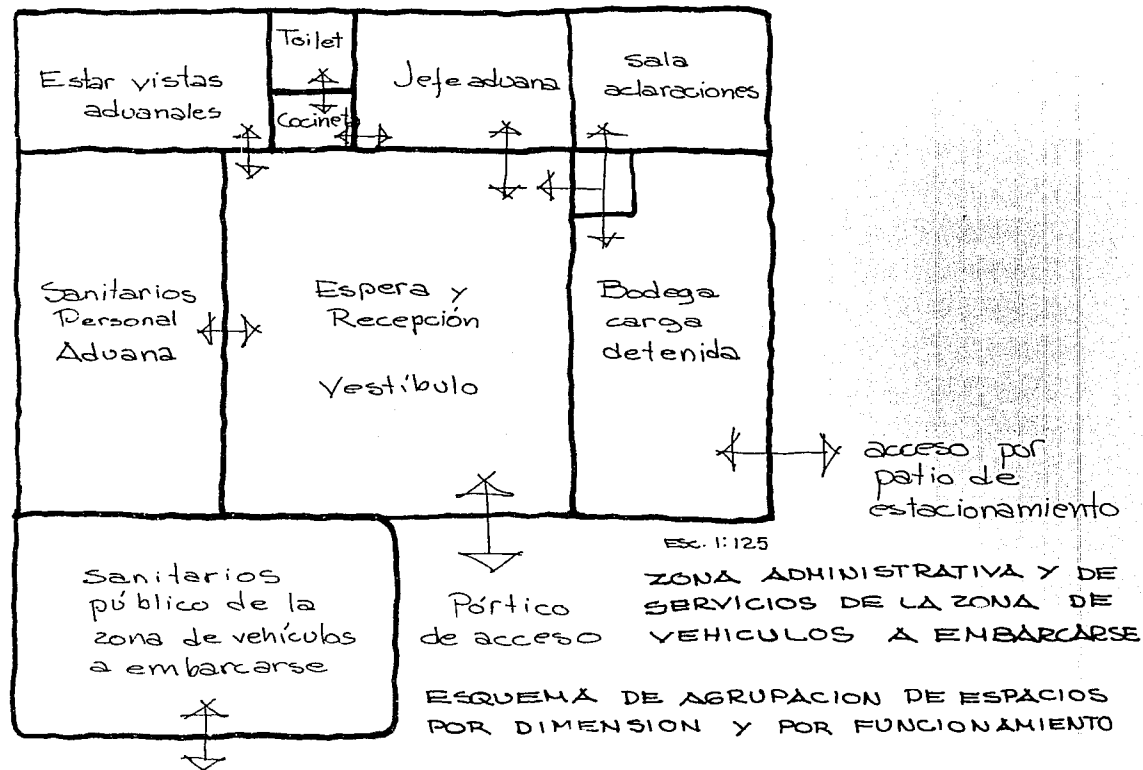 Toilet
Estar vistas
aduanales
Cocineta
Jefe aduana
sala
aclaraciones
Sanitarios
Personal
Aduana
Espera y
Recepción
Vestíbulo
Bodega
carga
detenida
acceso por
patio de
estacionamiento
Esc. 1:125
sanitarios
público de la
zona de vehículos
a embarcarse
Pórtico
de acceso
ZONA ADMINISTRATIVA Y DE
SERVICIOS DE LA ZONA DE
VEHICULOS A EMBARCARSE
ESQUEMA DE AGRUPACION DE ESPACIOS
POR DIMENSION Y POR FUNCIONAMIENTO